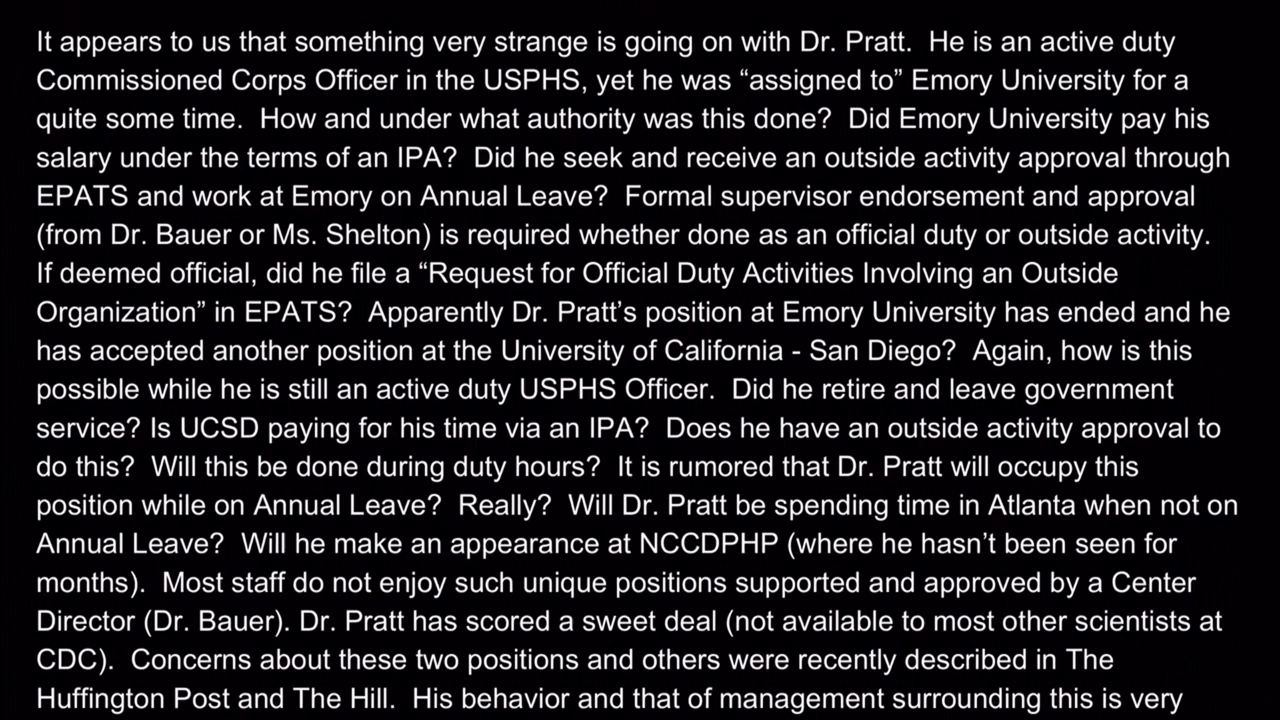 It appears to us that something very strange is going on with Dr. Pratt.  He is an active duty
Commissioned Corps Officer in the USPHS, yet he was “assigned to” Emory University for a
quite some time.  How and under what authority was this done?  Did Emory University pay his
salary under the terms of an IPA?  Did he seek and receive an outside activity approval through
EPATS and work at Emory on Annual Leave?  Formal supervisor endorsement and approval
(from Dr. Bauer or Ms. Shelton) is required whether done as an official duty or outside activity.
If deemed official, did he file a “Request for Official Duty Activities Involving an Outside
Organization” in EPATS?  Apparently Dr. Pratt’s position at Emory University has ended and he
has accepted another position at the University of California - San Diego?  Again, how is this
possible while he is still an active duty USPHS Officer.  Did he retire and leave government
service? Is UCSD paying for his time via an IPA?  Does he have an outside activity approval to
do this?  Will this be done during duty hours?  It is rumored that Dr. Pratt will occupy this
position while on Annual Leave?  Really?  Will Dr. Pratt be spending time in Atlanta when not on
Annual Leave?  Will he make an appearance at NCCDPHP (where he hasn’t been seen for
months).  Most staff do not enjoy such unique positions supported and approved by a Center
Director (Dr. Bauer). Dr. Pratt has scored a sweet deal (not available to most other scientists at
CDC).  Concerns about these two positions and others were recently described in The
Huffington Post and The Hill.  His behavior and that of management surrounding this is very